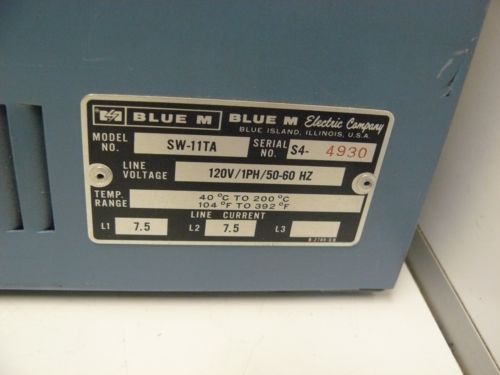 BLUE M BLUE M Electric Company
BLUE ISLAND, ILLINOIS, U.S.A.
MODEL NO. SW-11TA SERIAL NO. S4- 4930
LINE VOLTAGE 120V/1PH/50-60 HZ
TEMP. RANGE 40 °C TO 200 °C
104 °F TO 392 °F
LINE CURRENT
L1 7.5 L2 7.5 L3